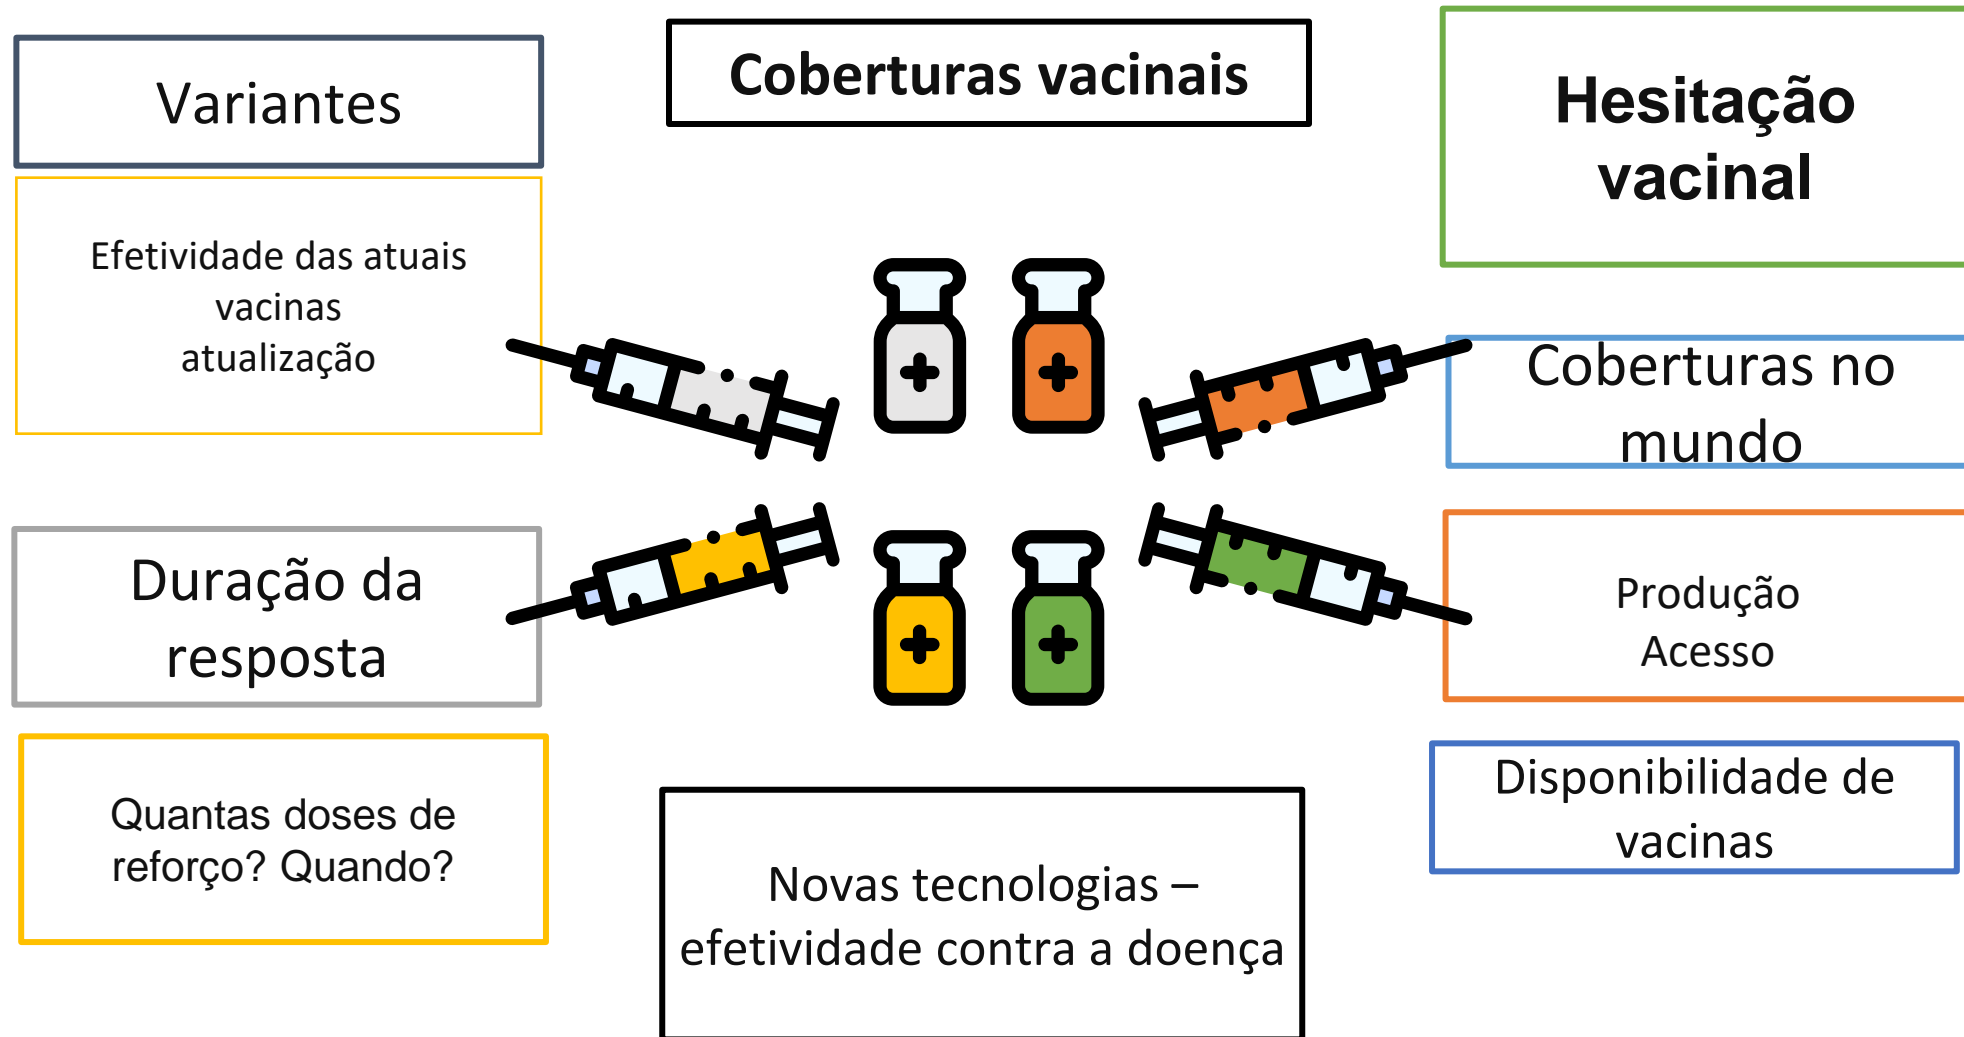 Variantes
Efetividade das atuais
vacinas
atualização
Duração da
resposta
Quantas doses de
reforço? Quando?
Coberturas vacinais
Novas tecnologias –
efetividade contra a doença
Hesitação
vacinal
Coberturas no
mundo
Produção
Acesso
Disponibilidade de
vacinas